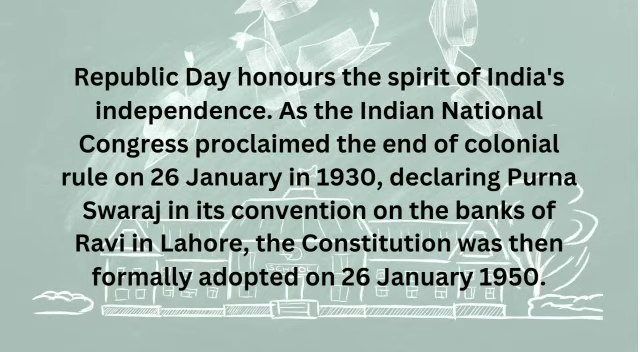 Republic Day honours the spirit of India's
independence. As the Indian National
Congress proclaimed the end of colonial
rule on 26 January in 1930, declaring Purna
Swaraj in its convention on the banks of
Ravi in Lahore, the Constitution was then
formally adopted on 26 January 1950.
SCHOOL